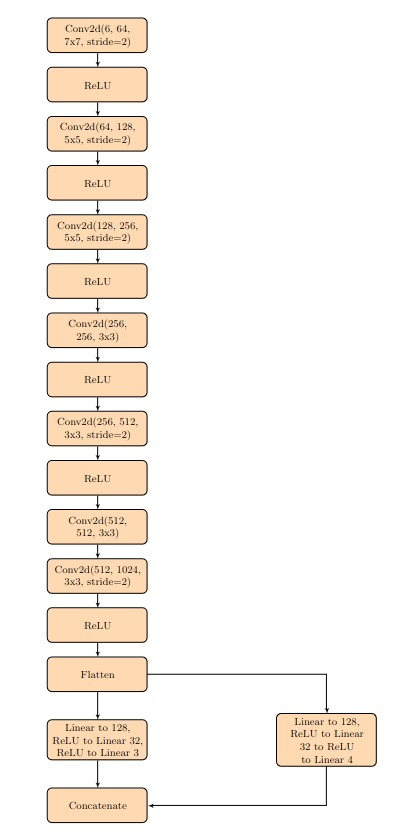 Conv2d(6, 64,
7x7, stride=2)
ReLU
Conv2d(64, 128,
5x5, stride=2)
ReLU
Conv2d(128, 256,
5x5, stride=2)
ReLU
Conv2d(256,
256, 3x3)
ReLU
Conv2d(256, 512,
3x3, stride=2)
ReLU
Conv2d(512,
512, 3x3)
Conv2d(512, 1024,
3x3, stride=2)
ReLU
Flatten
Linear to 128,
ReLU to Linear 32,
ReLU to Linear 3
Linear to 128,
ReLU to Linear
32 to ReLU
to Linear 4
Concatenate